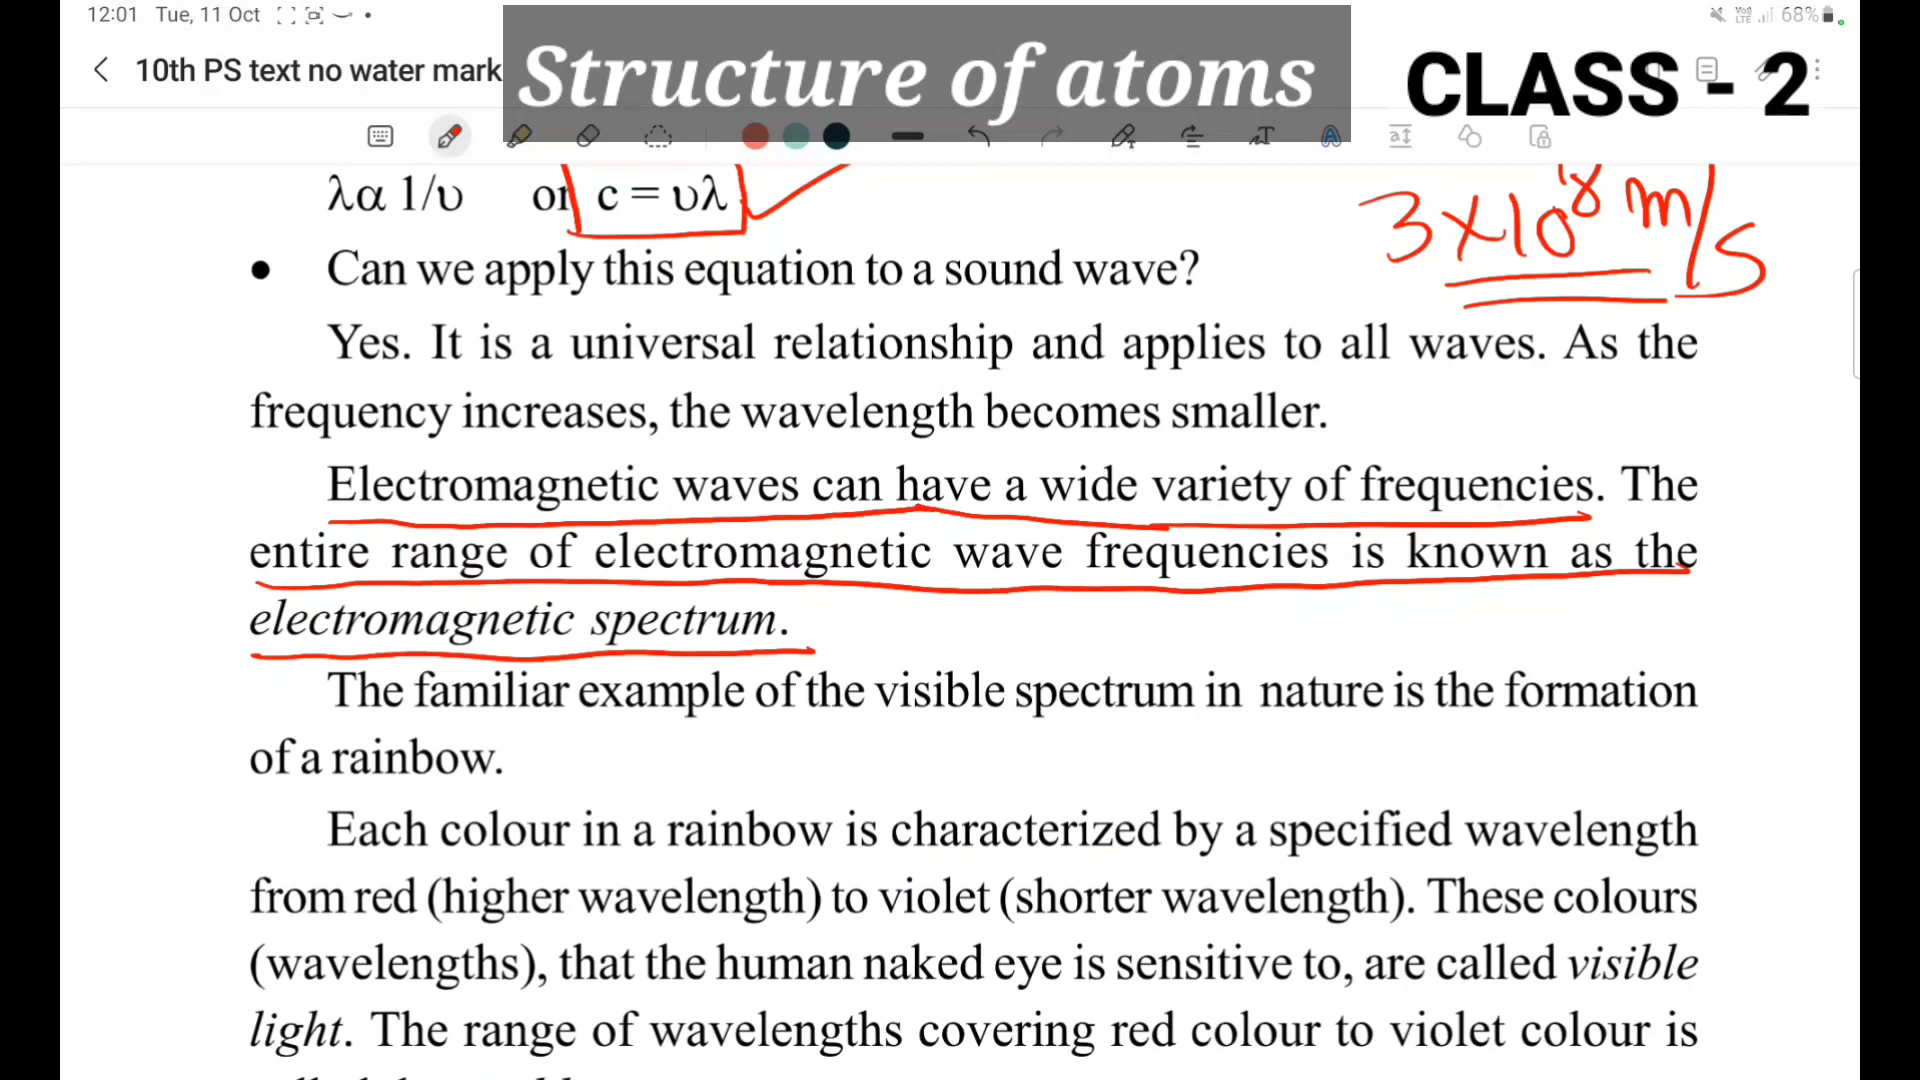 12:01 Tue, 11 Oct
68%
10th PS text no water mark
Structure of atoms
CLASS - 2
λα 1/υ or c = υλ
3×10⁸ m/s
• Can we apply this equation to a sound wave?
Yes. It is a universal relationship and applies to all waves. As the
frequency increases, the wavelength becomes smaller.
Electromagnetic waves can have a wide variety of frequencies. The
entire range of electromagnetic wave frequencies is known as the
electromagnetic spectrum.
The familiar example of the visible spectrum in nature is the formation
of a rainbow.
Each colour in a rainbow is characterized by a specified wavelength
from red (higher wavelength) to violet (shorter wavelength). These colours
(wavelengths), that the human naked eye is sensitive to, are called visible
light. The range of wavelengths covering red colour to violet colour is